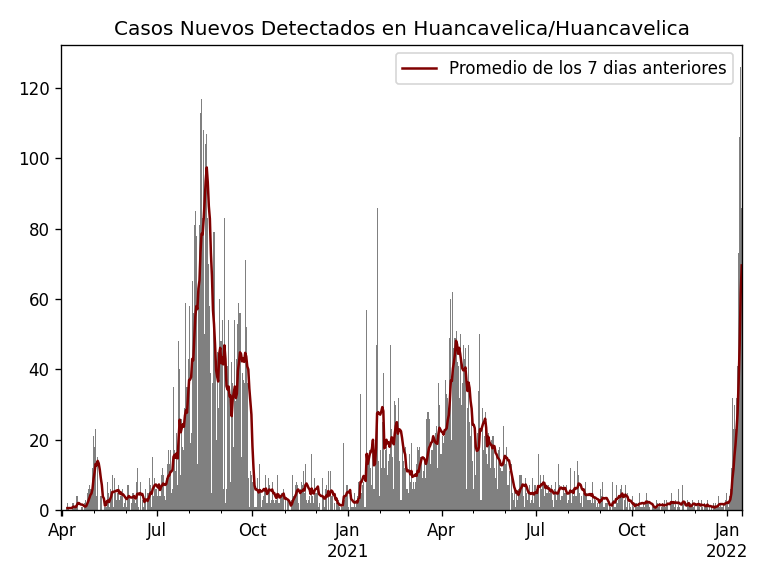 Casos Nuevos Detectados en Huancavelica/Huancavelica
Promedio de los 7 dias anteriores
120
100
80
60
40
20
0
Apr Jul Oct Jan Apr Jul Oct Jan
2021 2022